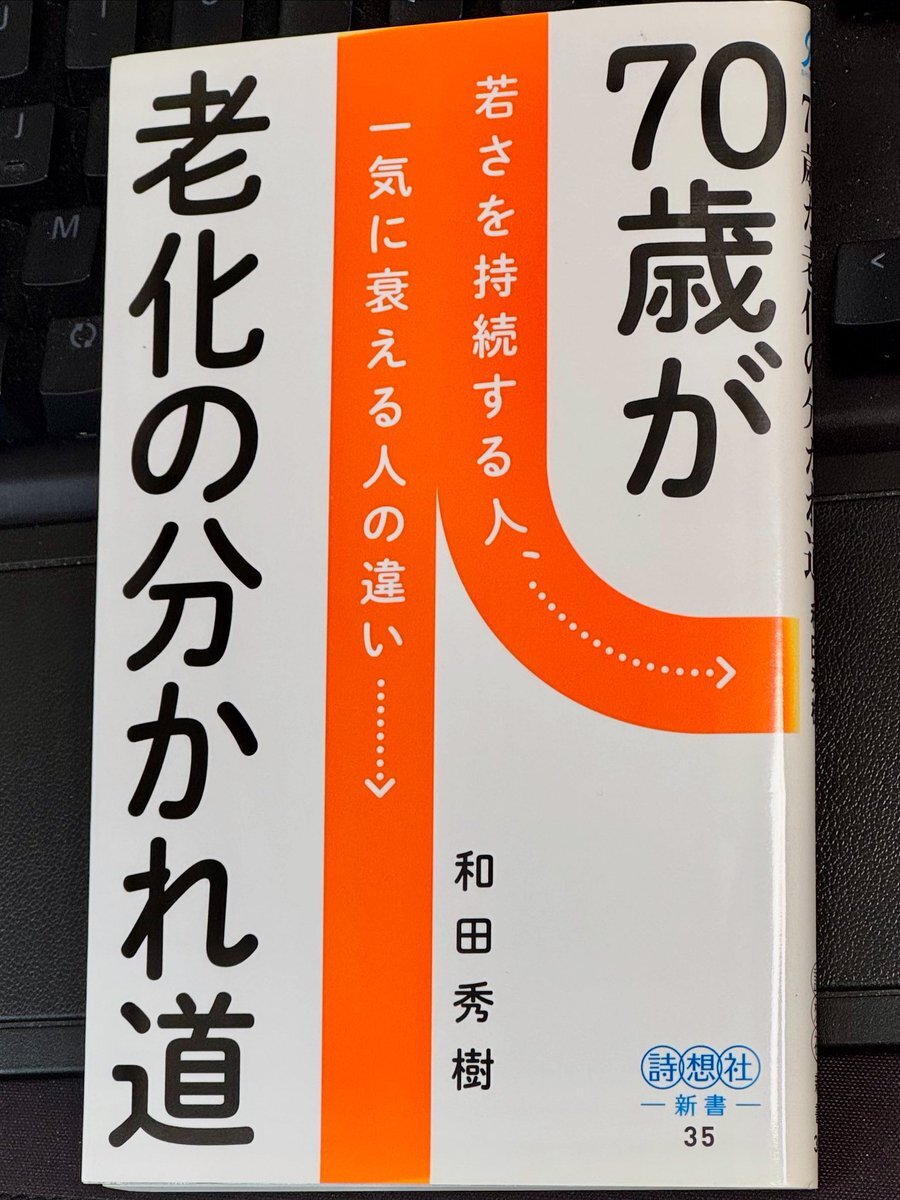 70歳が
老化の分かれ道
若さを持続する人、
一気に衰える人の違い
和田秀樹
詩想社
新書
35
J
M
<